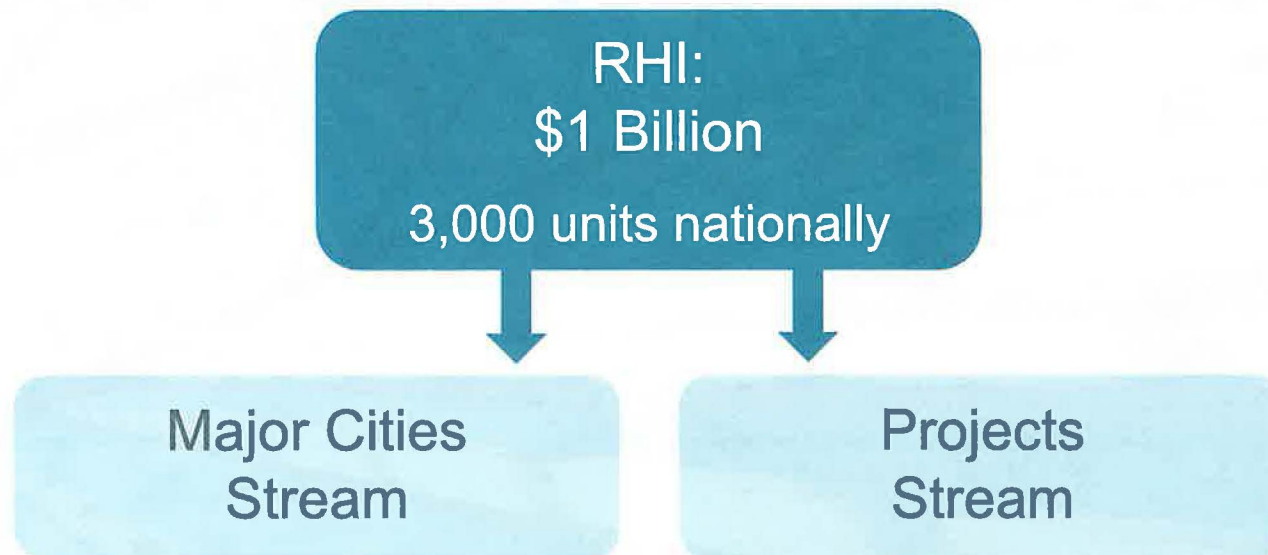 RHI:
$1 Billion
3,000 units nationally
Major Cities
Stream
Projects
Stream